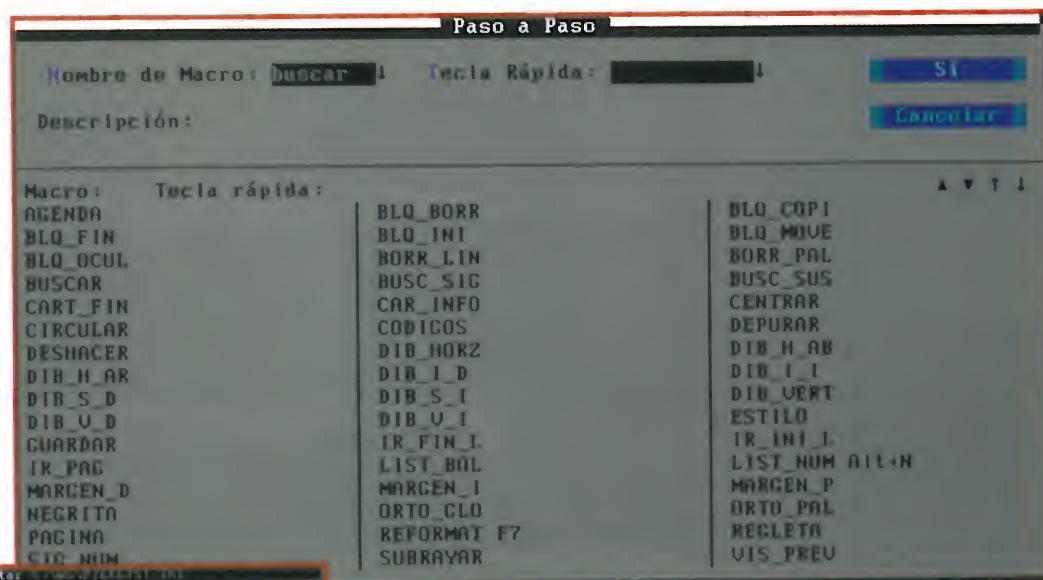 Paso a Paso
Nombre de Macro: buscar ↓ Tecla Rápida: ↓ Sí
Descripción: Cancelar
Macro: Tecla rápida: ▲ ▼ ↑ ↓
AGENDA BLQ_BORR BLQ_COPI
BLQ_FIN BLQ_INI BLQ_MOVE
BLQ_OCUL BORR_LIN BORR_PAL
BUSCAR BUSC_SIG BUSC_SUS
CART_FIN CAR_INFO CENTRAR
CIRCULAR CODIGOS DEPURAR
DESHACER DIB_HORZ DIB_H_AB
DIB_H_AR DIB_I_D DIB_I_I
DIB_S_D DIB_S_I DIB_VERT
DIB_V_D DIB_V_I ESTILO
GUARDAR IR_FIN_L IR_INI_L
IR_PAG LIST_BOL LIST_NUM Alt+N
MARGEN_D MARGEN_I MARGEN_P
NEGRITA ORTO_GLO ORTO_PAL
PAGINA REFORMAT F7 REGLETA
SIG_NUM SUBRAYAR VIS_PREV